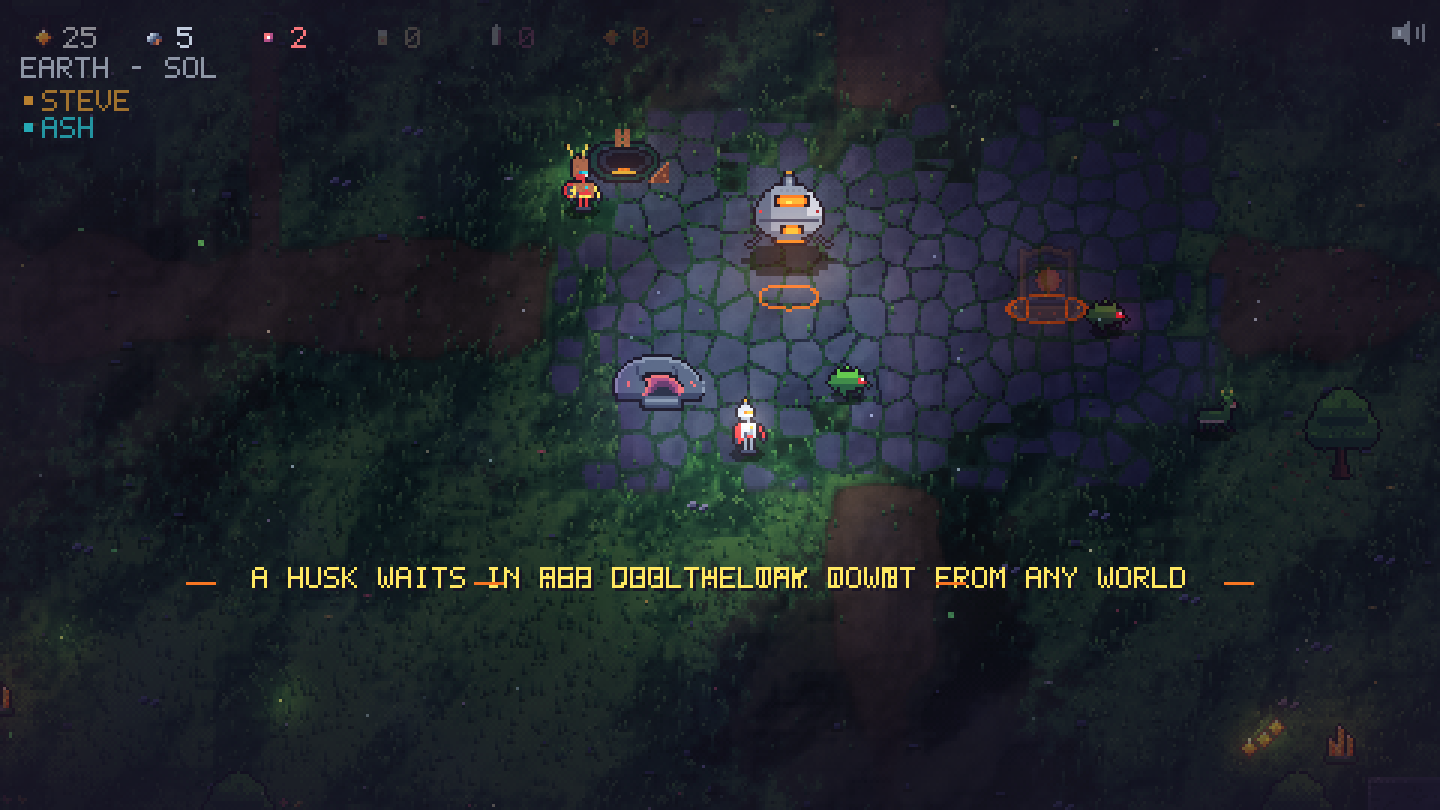 25 5 2 0 0 0
EARTH - SOL
STEVE
ASH
A HUSK WAITS IN FROM ANY WORLD